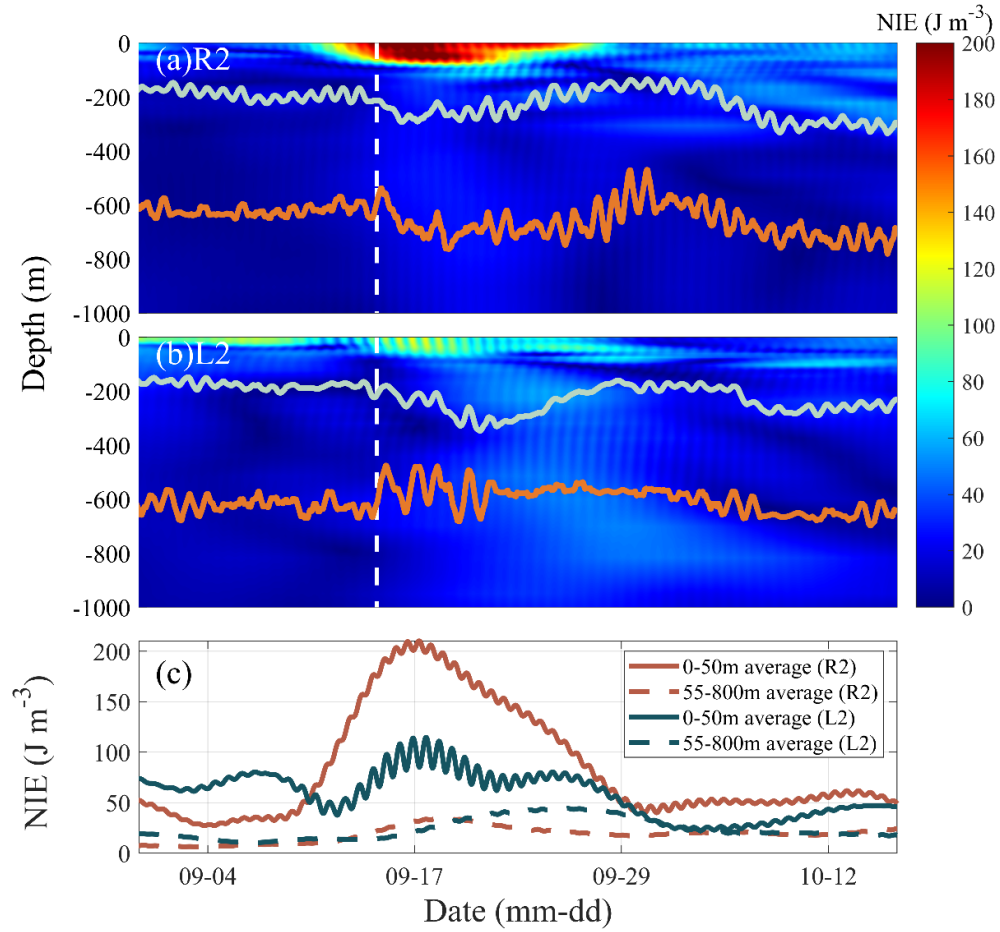 NIE (J m⁻³)
(a)R2
0
-200
-400
-600
-800
-1000
(b)L2
0
-200
-400
-600
-800
-1000
Depth (m)
200
180
160
140
120
100
80
60
40
20
0
(c)
200
150
100
50
0
NIE (J m⁻³)
0-50m average (R2)
55-800m average (R2)
0-50m average (L2)
55-800m average (L2)
09-04 09-17 09-29 10-12
Date (mm-dd)